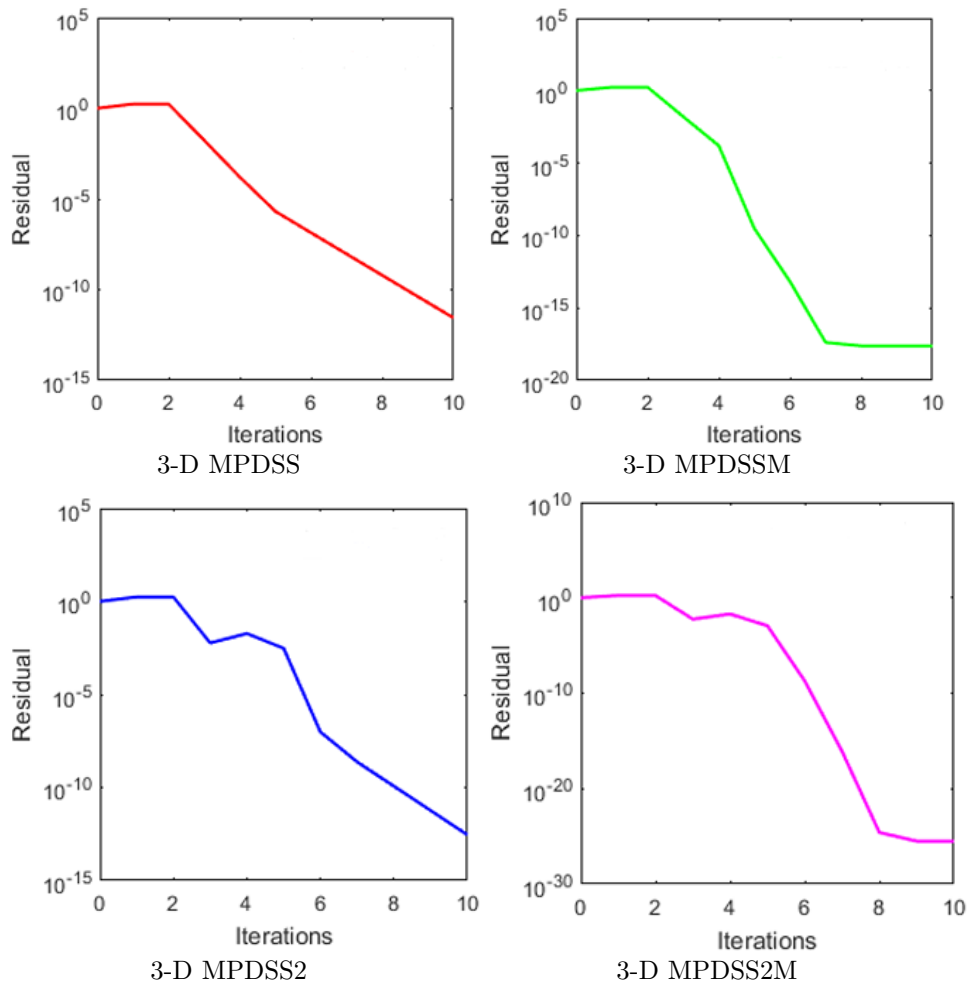 10^5
10^0
10^-5
10^-10
10^-15
Residual
0 2 4 6 8 10
Iterations
3-D MPDSS
10^5
10^0
10^-5
10^-10
10^-15
10^-20
Residual
0 2 4 6 8 10
Iterations
3-D MPDSSM
10^5
10^0
10^-5
10^-10
10^-15
Residual
0 2 4 6 8 10
Iterations
3-D MPDSS2
10^10
10^0
10^-10
10^-20
10^-30
Residual
0 2 4 6 8 10
Iterations
3-D MPDSS2M